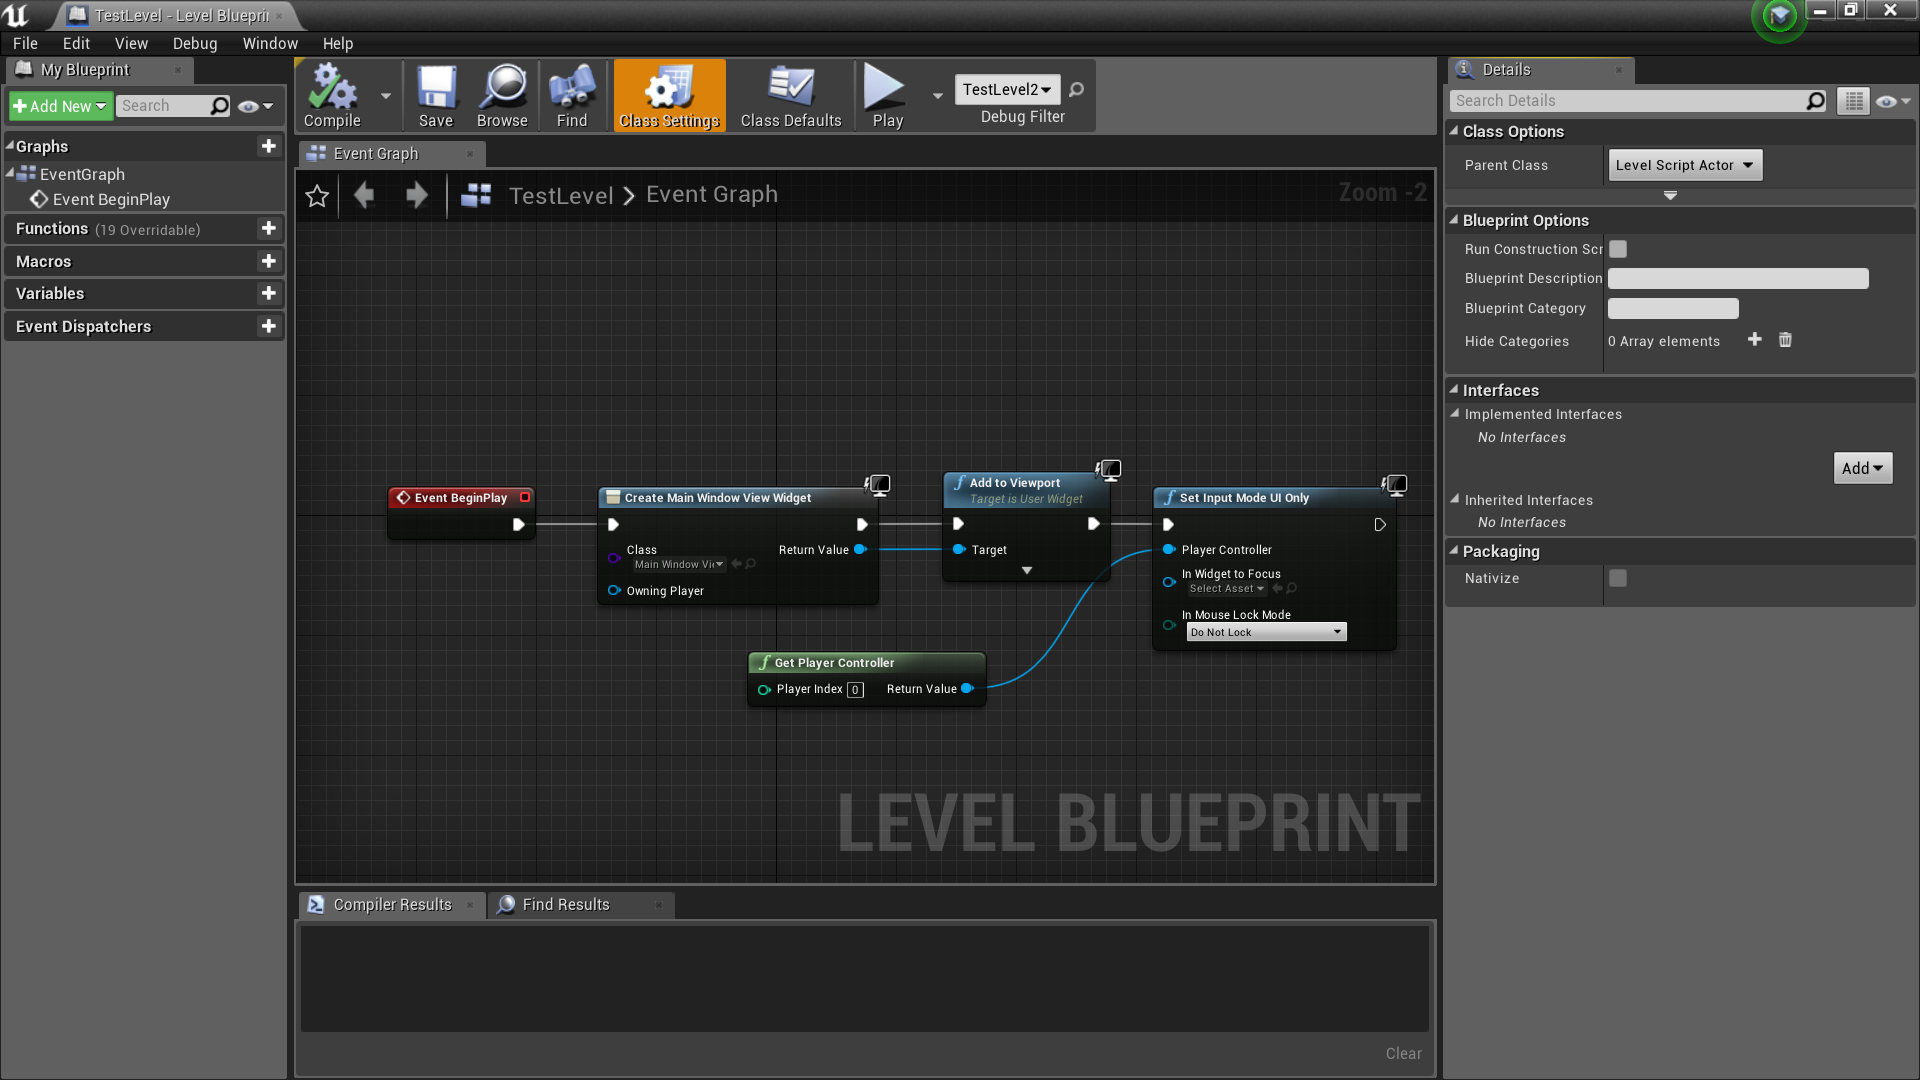 TestLevel - Level Blueprin
File Edit View Debug Window Help
My Blueprint
Add New
Search
Graphs
EventGraph
Event BeginPlay
Functions (19 Overridable)
Macros
Variables
Event Dispatchers
Compile
Save
Browse
Find
Class Settings
Class Defaults
Play
TestLevel2
Debug Filter
Event Graph
TestLevel > Event Graph
Zoom -2
Event BeginPlay
Create Main Window View Widget
Class
Main Window Vi
Return Value
Owning Player
Add to Viewport
Target is User Widget
Target
Set Input Mode UI Only
Player Controller
In Widget to Focus
Select Asset
In Mouse Lock Mode
Do Not Lock
Get Player Controller
Player Index 0 Return Value
LEVEL BLUEPRINT
Compiler Results
Find Results
Clear
Details
Search Details
Class Options
Parent Class Level Script Actor
Blueprint Options
Run Construction Scr
Blueprint Description
Blueprint Category
Hide Categories 0 Array elements
Interfaces
Implemented Interfaces
No Interfaces
Add
Inherited Interfaces
No Interfaces
Packaging
Nativize